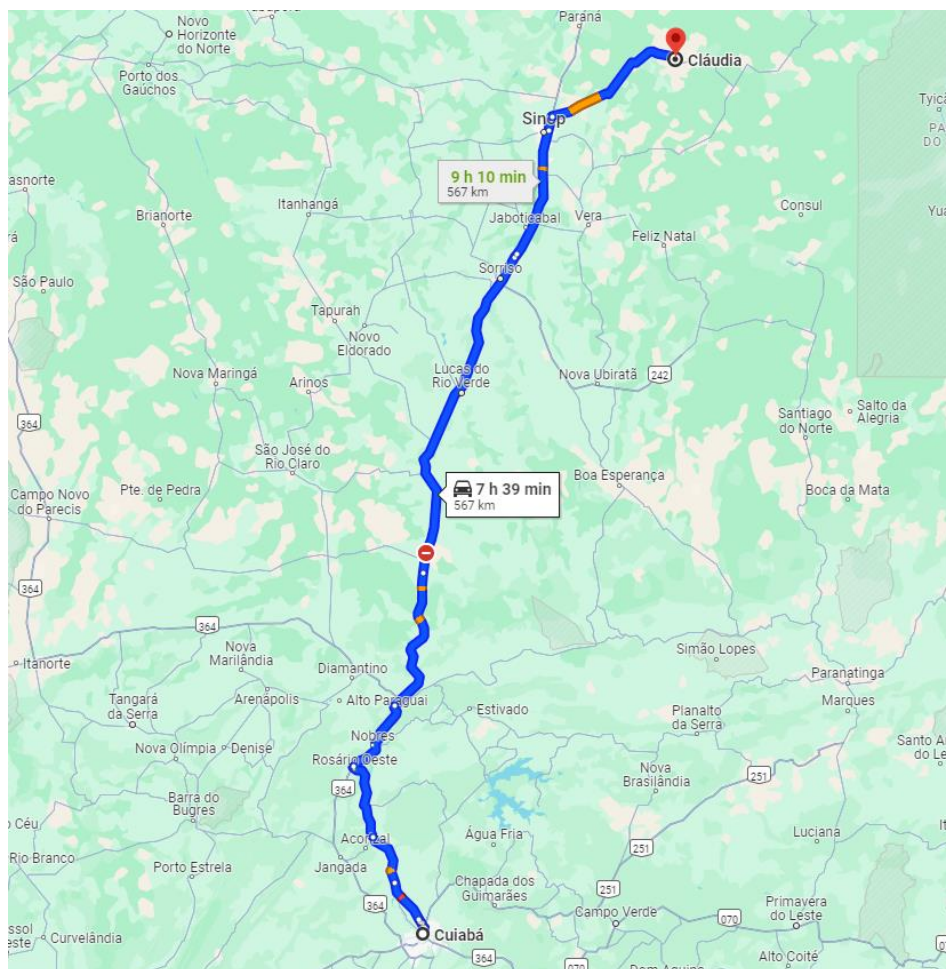 Novo
Horizonte
do Norte
Paraná
Cláudia
Porto dos
Gaúchos
Sinop
9 h 10 min
567 km
Itanhangá
Brianorte
Jaboticabal
Vera
Consul
Feliz Natal
São Paulo
Sorriso
Tapurah
Novo
Eldorado
Lucas do
Rio Verde
Nova Maringá
Arinos
Nova Ubiratã
242
364
Santiago
do Norte
Salto da
Alegria
São José do
Rio Claro
Boa Esperança
Campo Novo
do Parecis
Pte. de Pedra
7 h 39 min
567 km
Boca da Mata
364
364
Nova
Marilândia
Itanorte
Diamantino
Simão Lopes
Paranatinga
Tangará
da Serra
Arenápolis
Alto Paraguai
Estivado
Planalto
da Serra
Marques
Nova Olímpia
Denise
Nobres
Rosário Oeste
364
Nova
Brasilândia
251
Barra do
Bugres
Acorizal
Água Fria
Luciana
Rio Branco
Porto Estrela
Jangada
251
Chapada dos
Guimarães
251
364
Campo Verde
070
Primavera
do Leste
Curvelândia
Cuiabá
364
070
Dom Aquino
Alto Coité